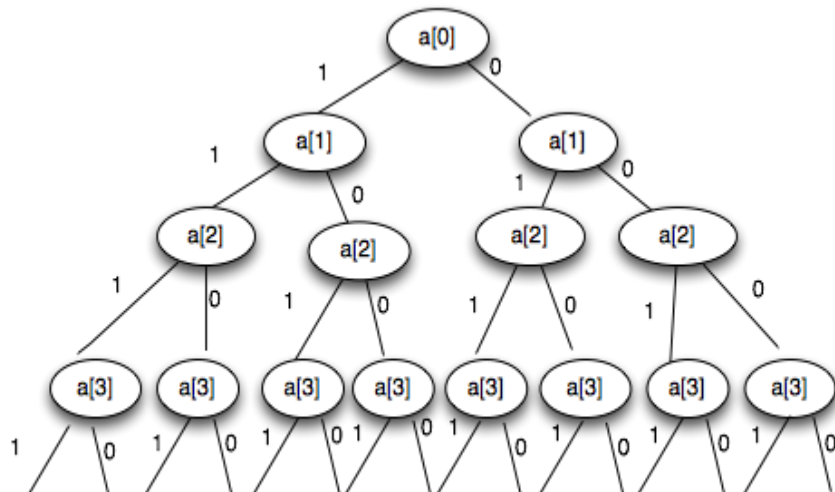 a[0]
1 0
a[1] a[1]
1 0 1 0
a[2] a[2] a[2] a[2]
1 0 1 0 1 0 1 0
a[3] a[3] a[3] a[3] a[3] a[3] a[3] a[3]
1 0 1 0 1 0 1 0 1 0 1 0 1 0 1 0